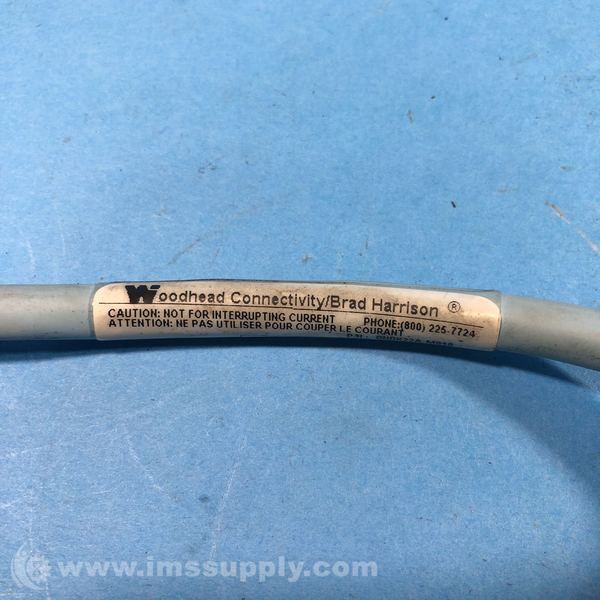 Woodhead Connectivity/Brad Harrison ®
CAUTION: NOT FOR INTERRUPTING CURRENT PHONE:(800) 225-7724
ATTENTION: NE PAS UTILISER POUR COUPER LE COURANT
www.imssupply.com